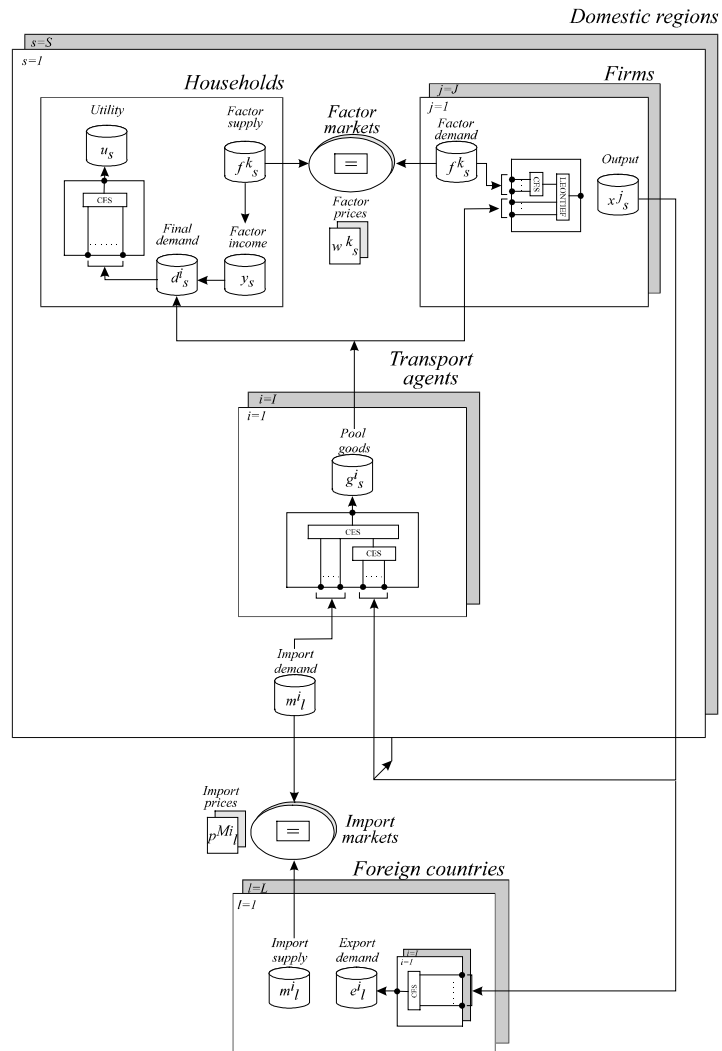 Domestic regions
s=S
s=1
Households
Firms
j=J
j=1
Utility
u_s
CES
.......
Factor
supply
f^k_s
Factor
markets
=
Factor
prices
w^k_s
Factor
demand
f^k_s
CES
LEONTIEF
Output
x^j_s
Final
demand
d^i_s
Factor
income
y_s
Transport
agents
i=I
i=1
Pool
goods
g^i_s
CES
CES
....
....
Import
demand
m^i_l
Import
prices
p^{Mi}_l
=
Import
markets
Foreign countries
l=L
l=1
Import
supply
m^i_l
Export
demand
e^i_l
i=1
CES